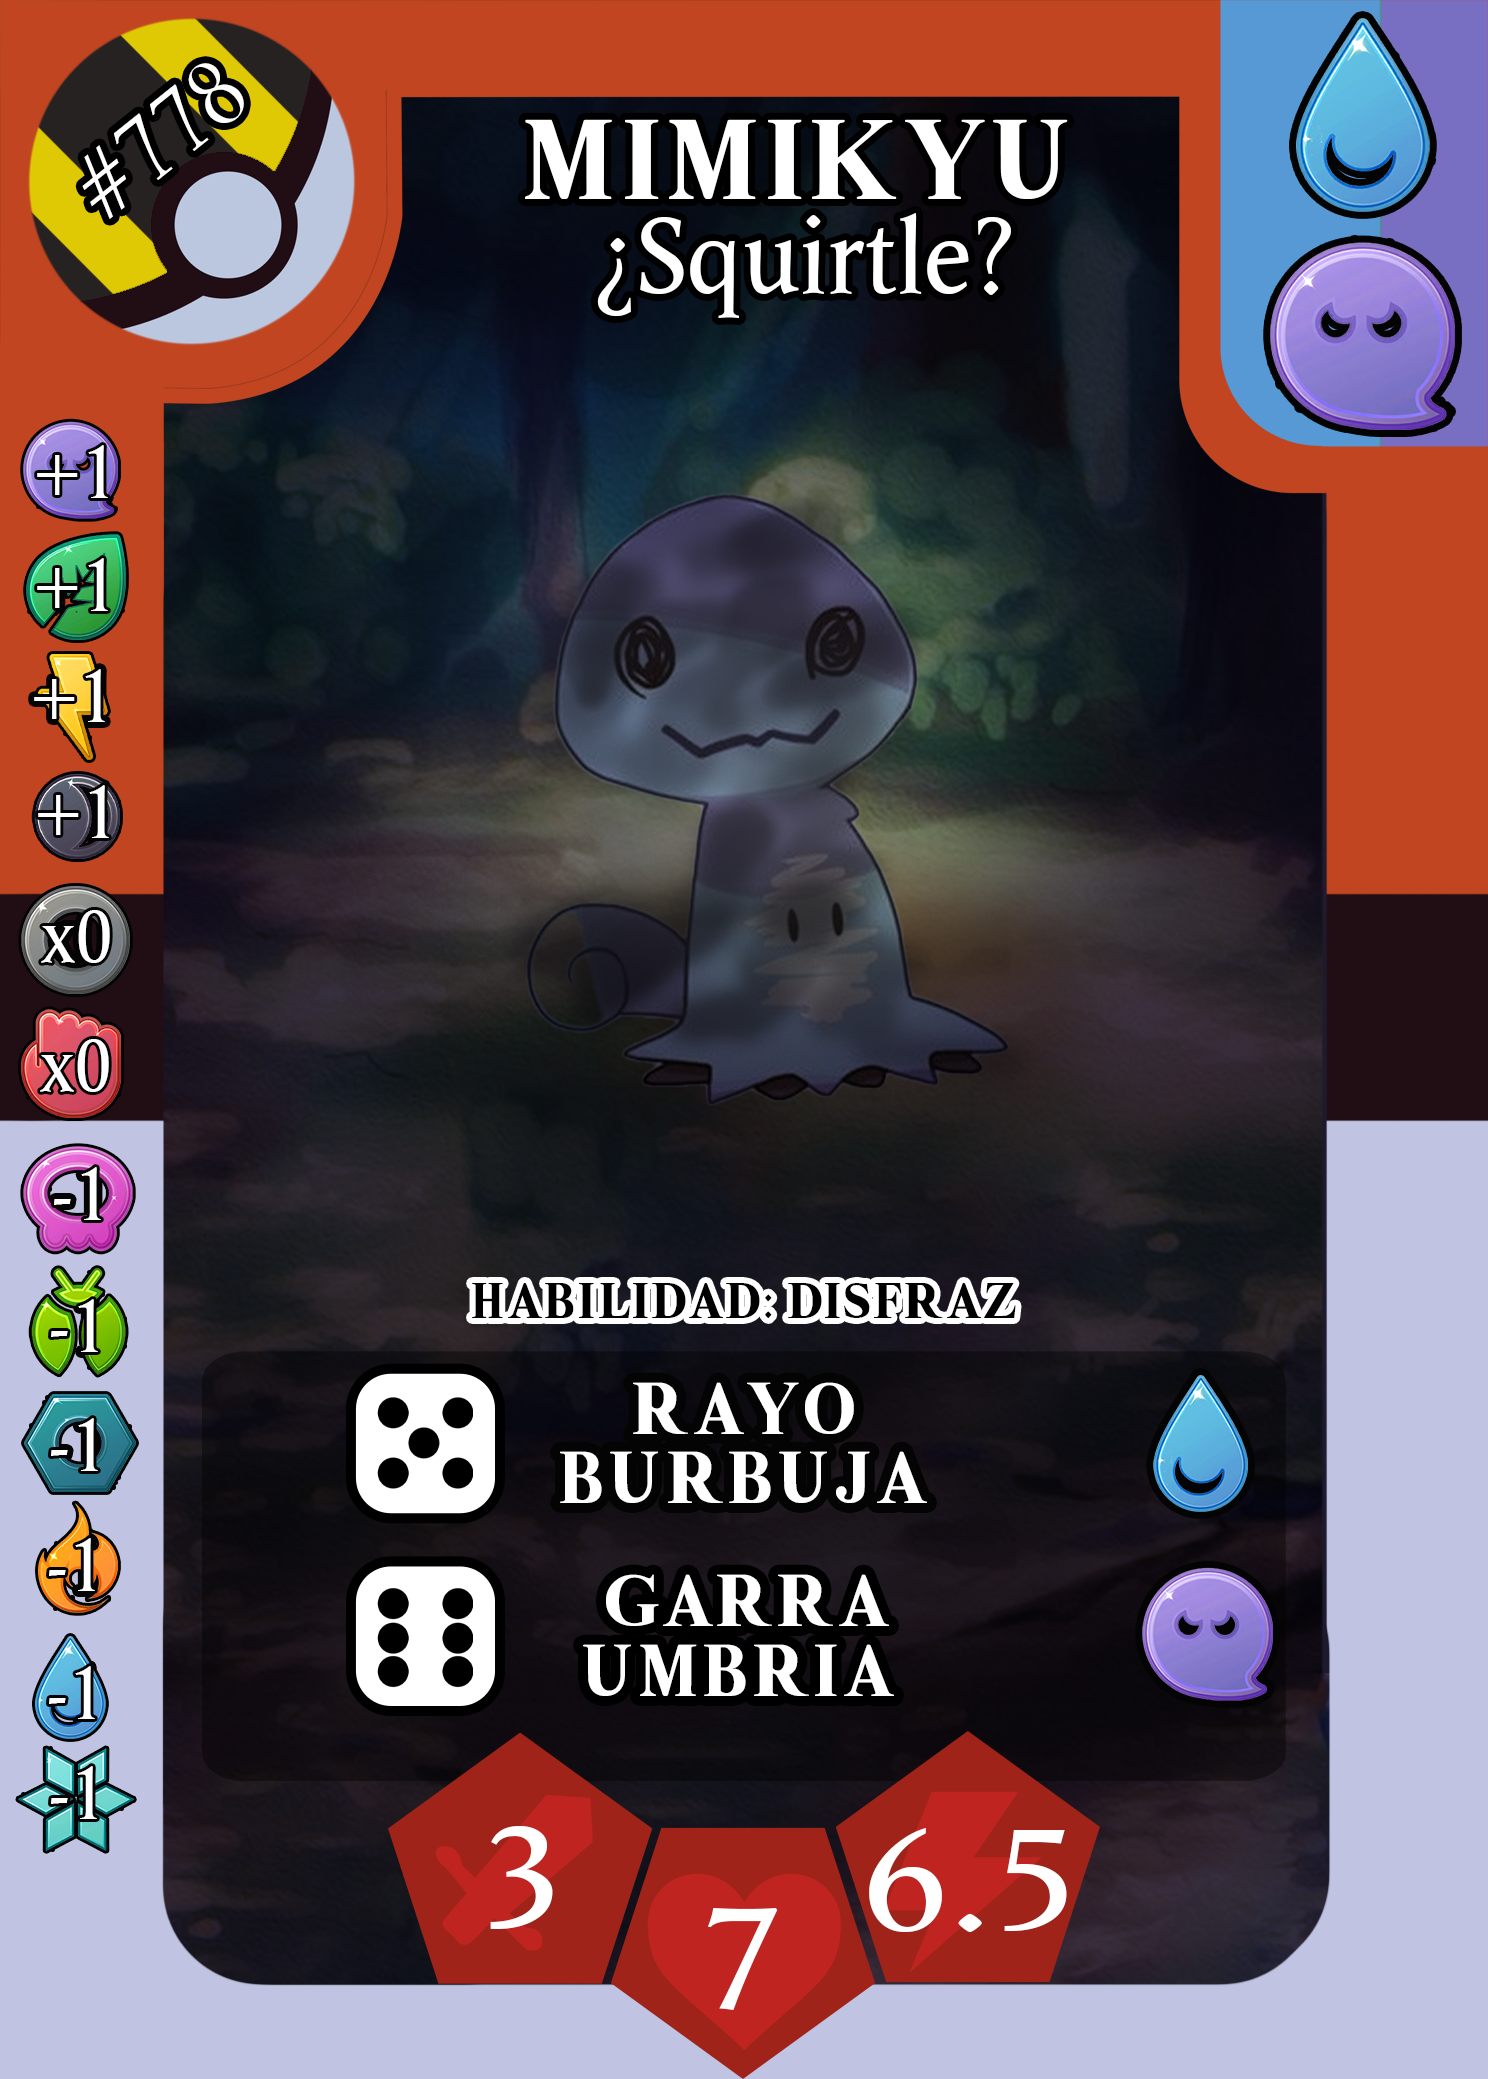 #778
MIMIKYU
¿Squirtle?
+1
+1
+1
+1
x0
x0
-1
-1
-1
-1
-1
-1
HABILIDAD: DISFRAZ
RAYO
BURBUJA
GARRA
UMBRIA
3
7
6.5